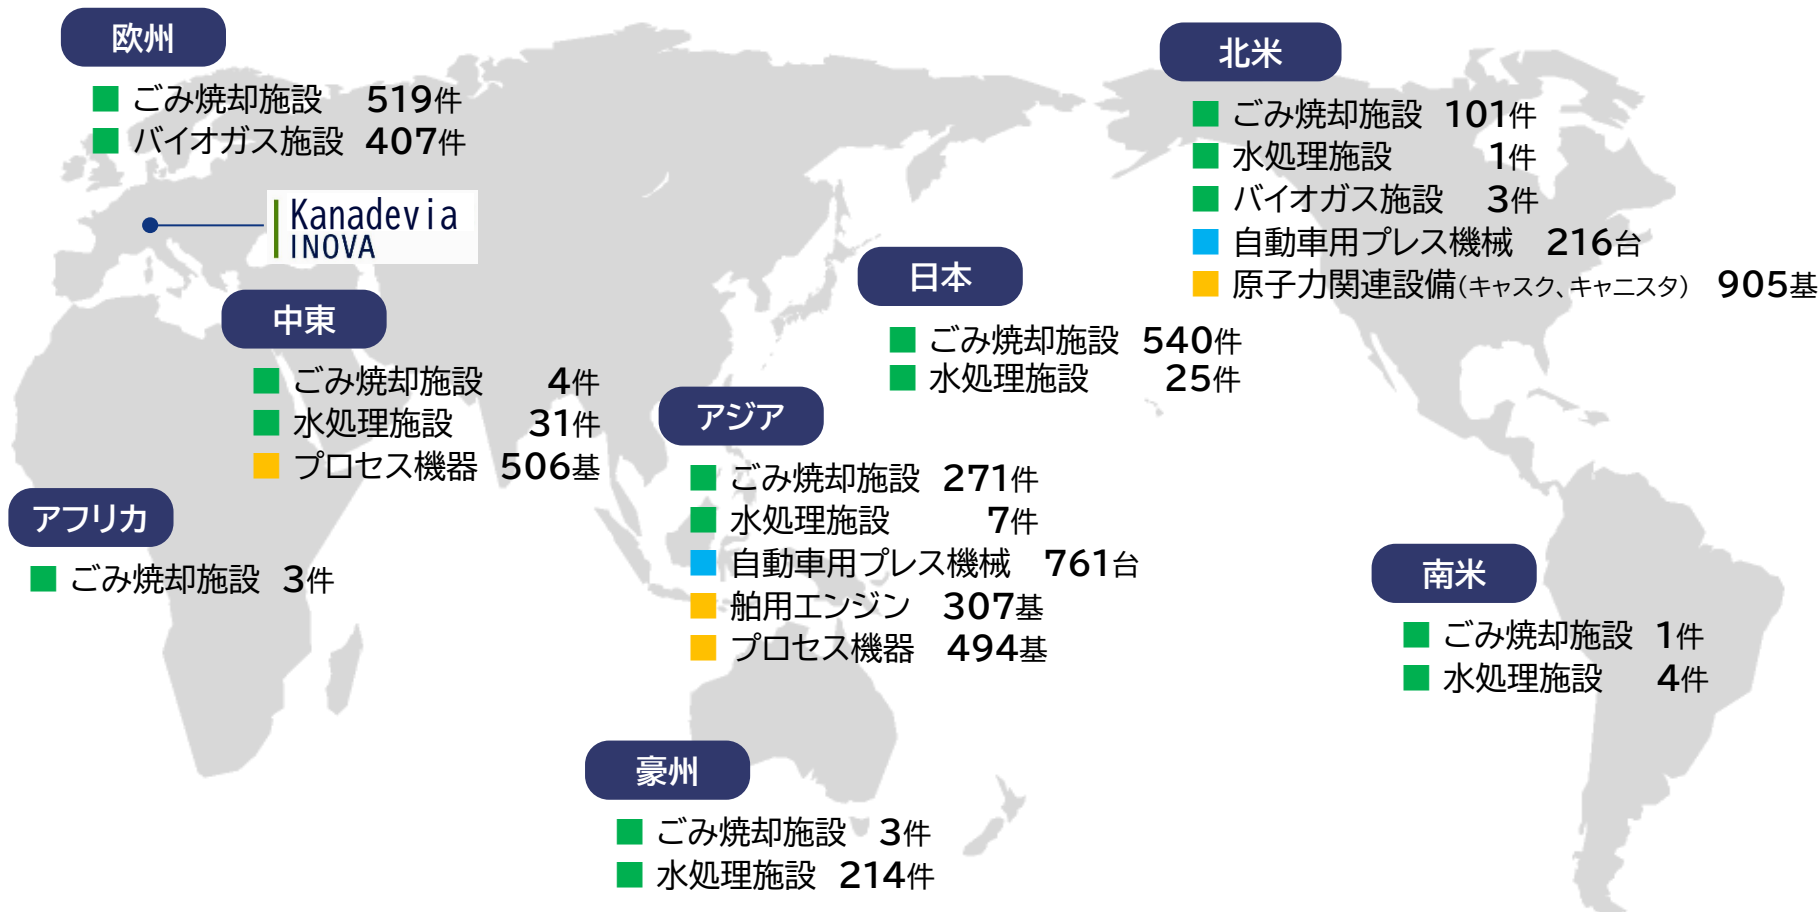 欧州
ごみ焼却施設 519件
バイオガス施設 407件
Kanadevia
INOVA
中東
ごみ焼却施設 4件
水処理施設 31件
プロセス機器 506基
アフリカ
ごみ焼却施設 3件
日本
ごみ焼却施設 540件
水処理施設 25件
アジア
ごみ焼却施設 271件
水処理施設 7件
自動車用プレス機械 761台
舶用エンジン 307基
プロセス機器 494基
豪州
ごみ焼却施設 3件
水処理施設 214件
北米
ごみ焼却施設 101件
水処理施設 1件
バイオガス施設 3件
自動車用プレス機械 216台
原子力関連設備(キャスク、キャニスタ) 905基
南米
ごみ焼却施設 1件
水処理施設 4件